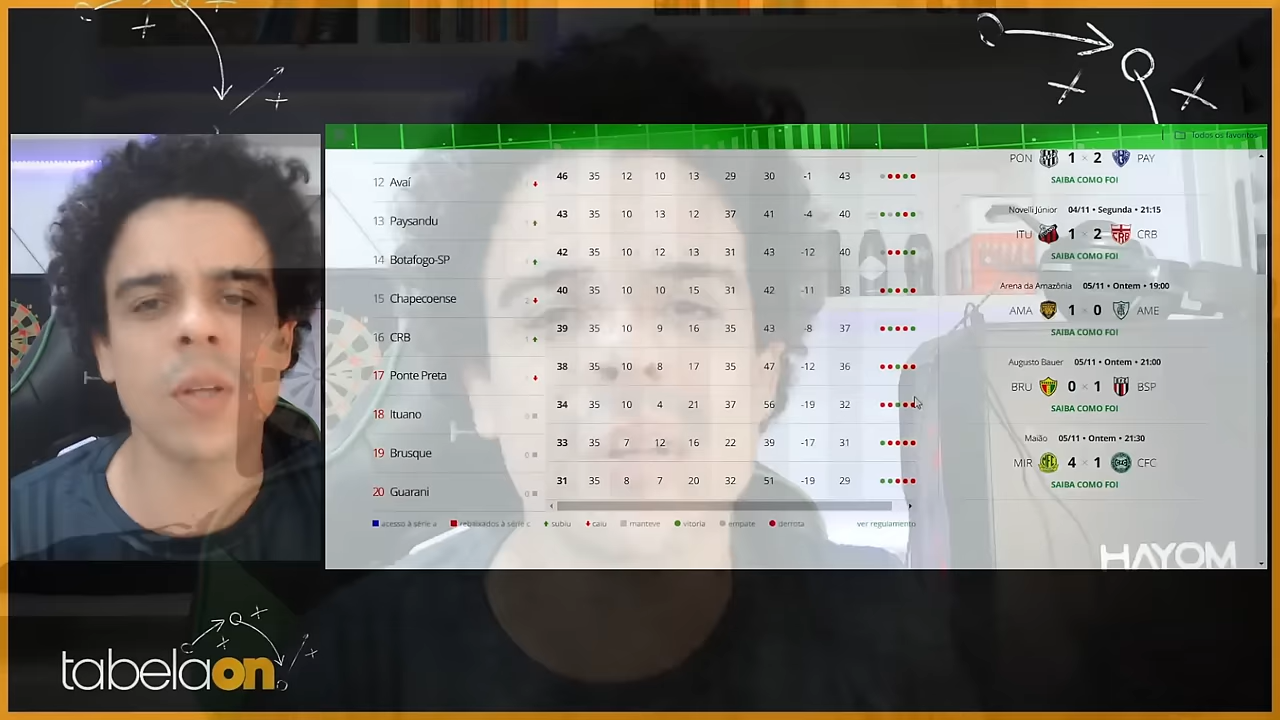 Todos os favoritos
12 Avaí 46 35 12 10 13 29 30 -1 43
13 Paysandu 43 35 10 13 12 37 41 -4 40
14 Botafogo-SP 42 35 10 12 13 31 43 -12 40
15 Chapecoense 2 40 35 10 10 15 31 42 -11 38
16 CRB 1 39 35 10 9 16 35 43 -8 37
17 Ponte Preta 38 35 10 8 17 35 47 -12 36
18 Ituano 0 34 35 10 4 21 37 56 -19 32
19 Brusque 0 33 35 7 12 16 22 39 -17 31
20 Guarani 0 31 35 8 7 20 32 51 -19 29
acesso à série a rebaixados à série c subiu caiu manteve vitória empate derrota ver regulamento
PON 1 × 2 PAY
SAIBA COMO FOI
Novelli Júnior 04/11 • Segunda • 21:15
ITU 1 × 2 CRB
SAIBA COMO FOI
Arena da Amazônia 05/11 • Ontem • 19:00
AMA 1 × 0 AME
SAIBA COMO FOI
Augusto Bauer 05/11 • Ontem • 21:00
BRU 0 × 1 BSP
SAIBA COMO FOI
Maião 05/11 • Ontem • 21:30
MIR 4 × 1 CFC
SAIBA COMO FOI
HAYOM
tabelaon